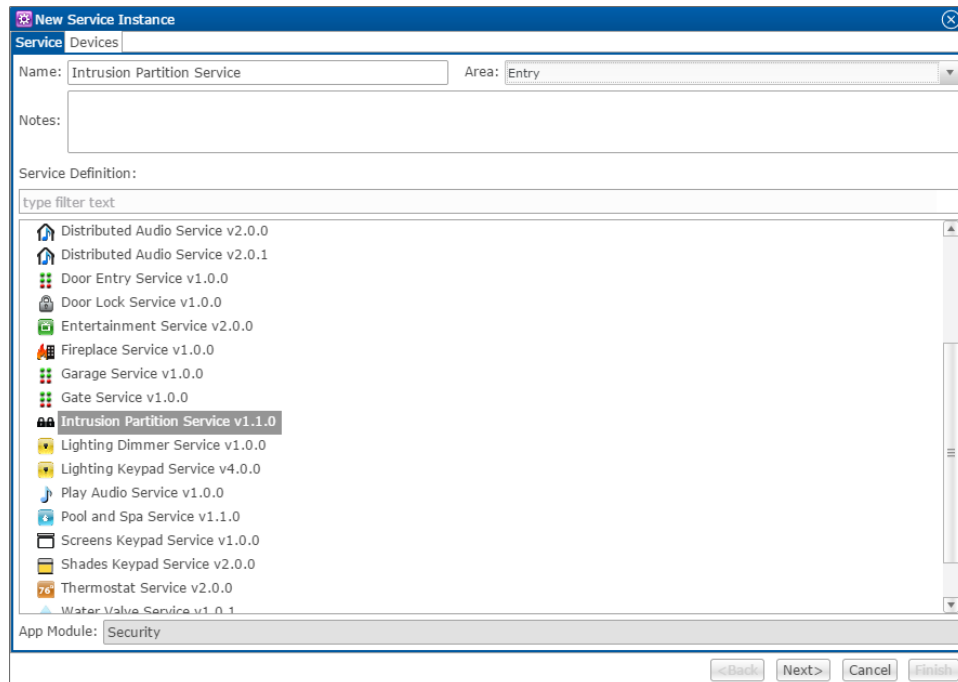 New Service Instance
Service Devices
Name: Intrusion Partition Service Area: Entry
Notes:
Service Definition:
type filter text
Distributed Audio Service v2.0.0
Distributed Audio Service v2.0.1
Door Entry Service v1.0.0
Door Lock Service v1.0.0
Entertainment Service v2.0.0
Fireplace Service v1.0.0
Garage Service v1.0.0
Gate Service v1.0.0
Intrusion Partition Service v1.1.0
Lighting Dimmer Service v1.0.0
Lighting Keypad Service v4.0.0
Play Audio Service v1.0.0
Pool and Spa Service v1.1.0
Screens Keypad Service v1.0.0
Shades Keypad Service v2.0.0
76° Thermostat Service v2.0.0
Water Valve Service v1.0.1
App Module: Security
<Back Next> Cancel Finish